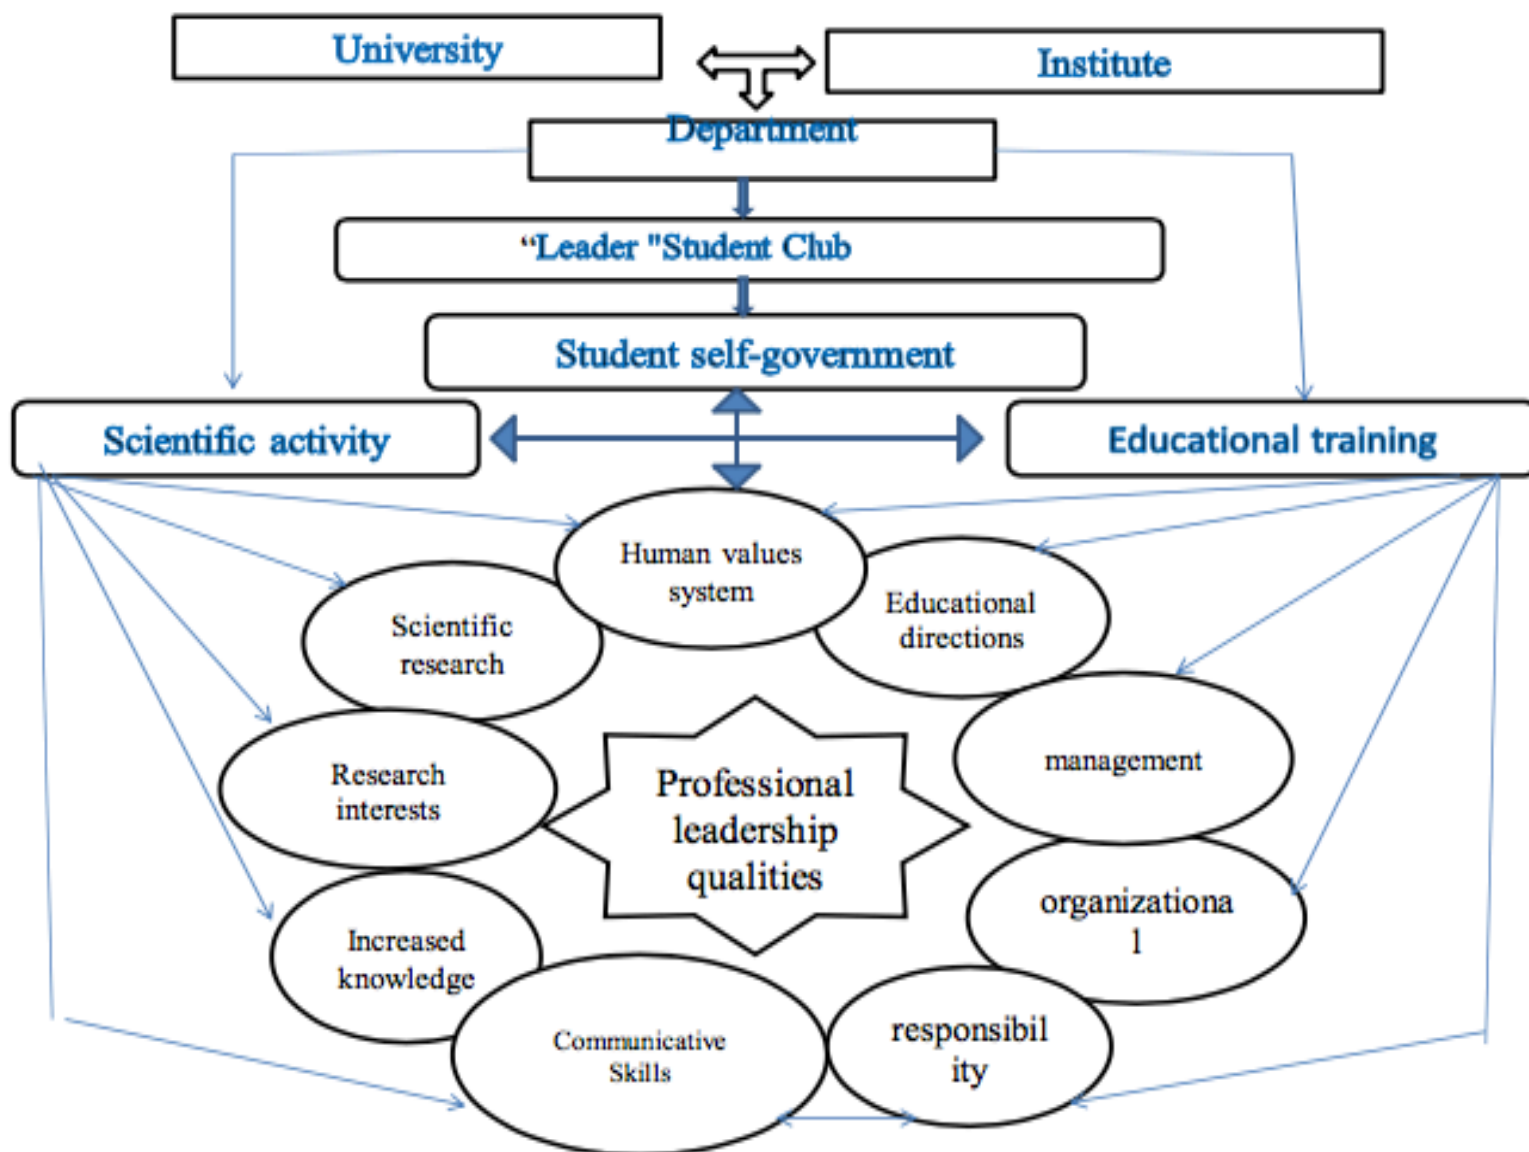 University
Institute
Department
“Leader "Student Club
Student self-government
Scientific activity
Educational training
Human values
system
Educational
directions
Scientific
research
management
Research
interests
Professional
leadership
qualities
organizationa
l
Increased
knowledge
Communicative
Skills
responsibil
ity